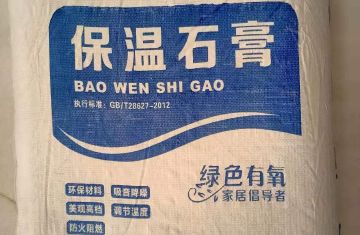 保温石膏
BAO WEN SHI GAO
执行标准：GB/T28627-2012
绿色有氧
家居倡导者
环保材料 吸音降噪
美观高档 调节温度
防火阻燃